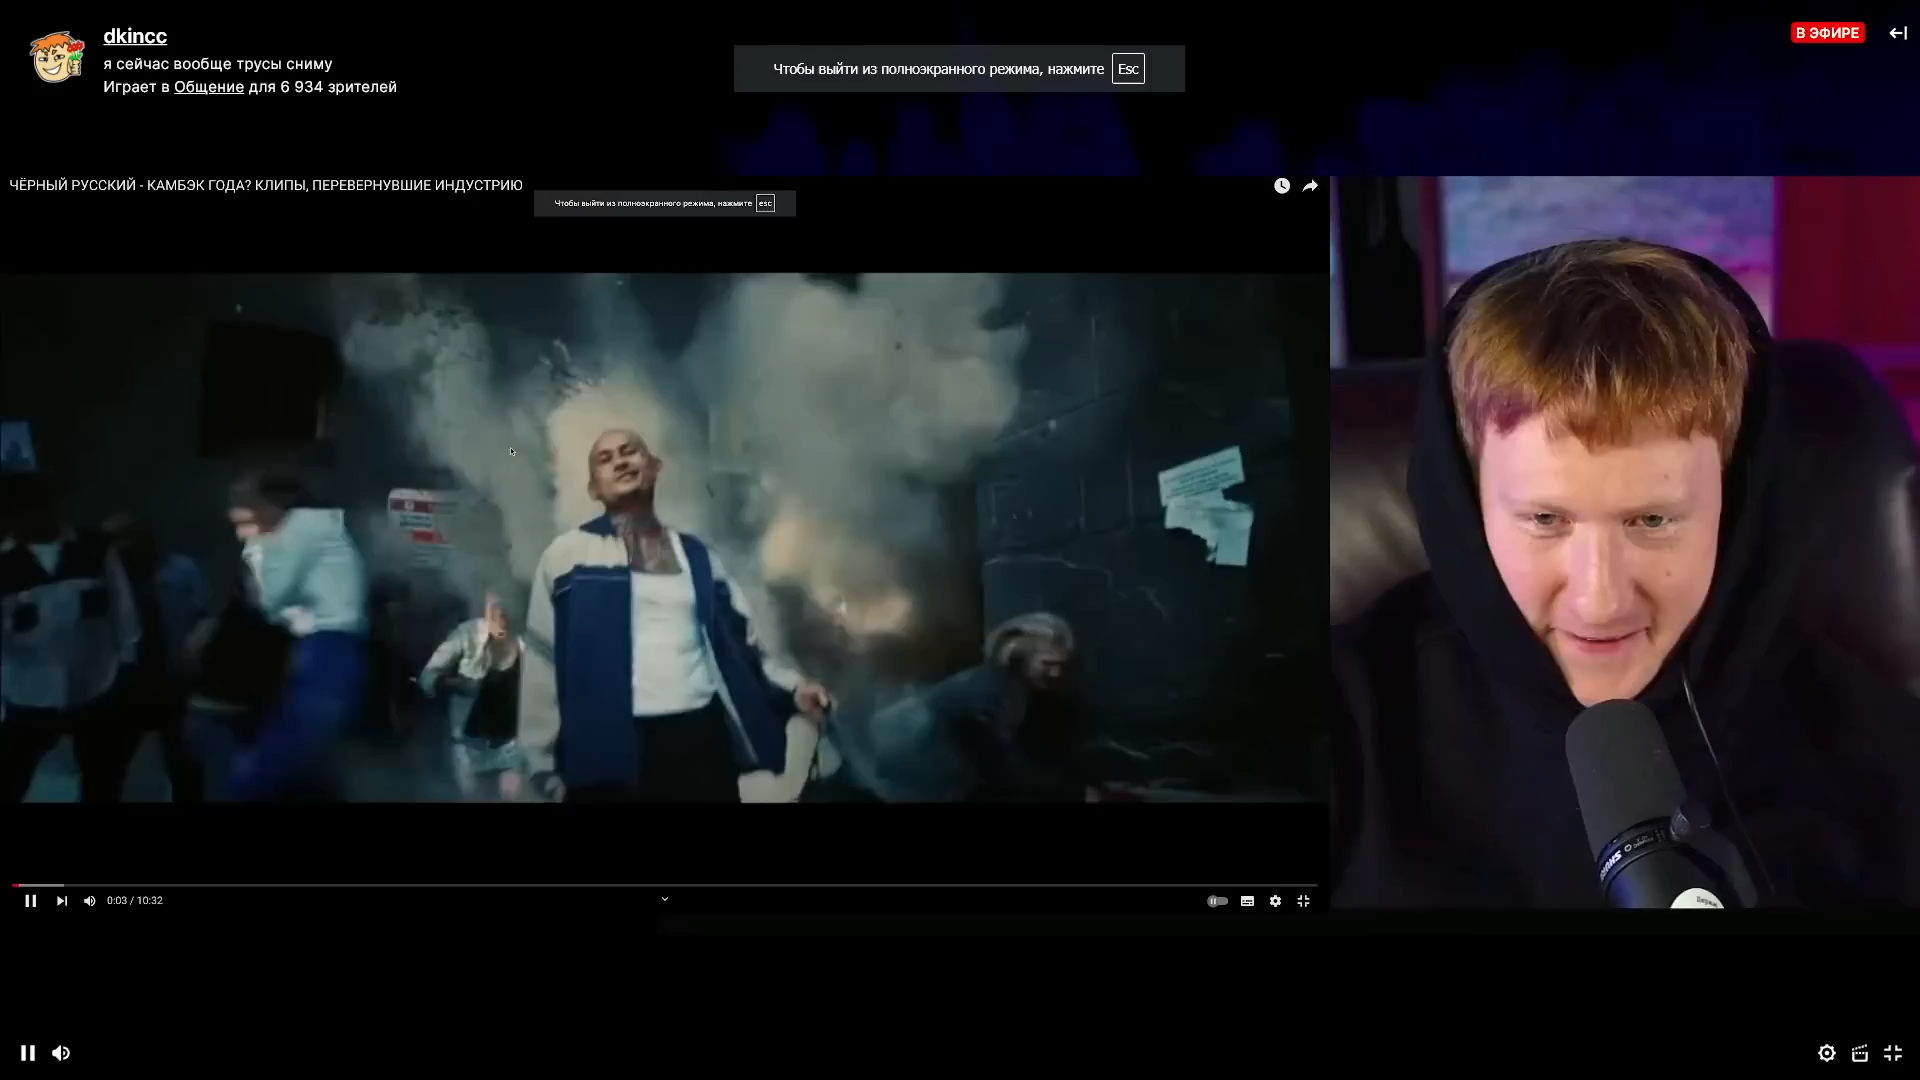 dkincc
я сейчас вообще трусы сниму
Играет в Общение для 6 934 зрителей
Чтобы выйти из полноэкранного режима, нажмите Esc
В ЭФИРЕ
ЧЁРНЫЙ РУССКИЙ - КАМБЭК ГОДА? КЛИПЫ, ПЕРЕВЕРНУВШИЕ ИНДУСТРИЮ
Чтобы выйти из полноэкранного режима, нажмите esc
SHURE
0:03 / 10:32